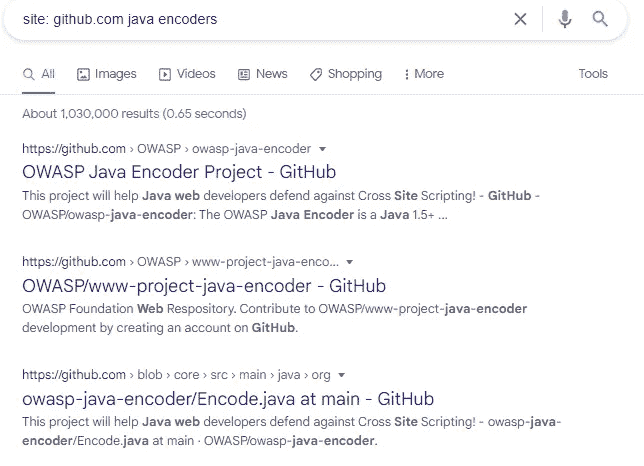 site: github.com java encoders
All Images Videos News Shopping More Tools
About 1,030,000 results (0.65 seconds)
https://github.com › OWASP › owasp-java-encoder
OWASP Java Encoder Project - GitHub
This project will help Java web developers defend against Cross Site Scripting! - GitHub -
OWASP/owasp-java-encoder: The OWASP Java Encoder is a Java 1.5+ ...
https://github.com › OWASP › www-project-java-enco...
OWASP/www-project-java-encoder - GitHub
OWASP Foundation Web Respository. Contribute to OWASP/www-project-java-encoder
development by creating an account on GitHub.
https://github.com › blob › core › src › main › java › org
owasp-java-encoder/Encode.java at main - GitHub
This project will help Java web developers defend against Cross Site Scripting! - owasp-java-
encoder/Encode.java at main · OWASP/owasp-java-encoder.